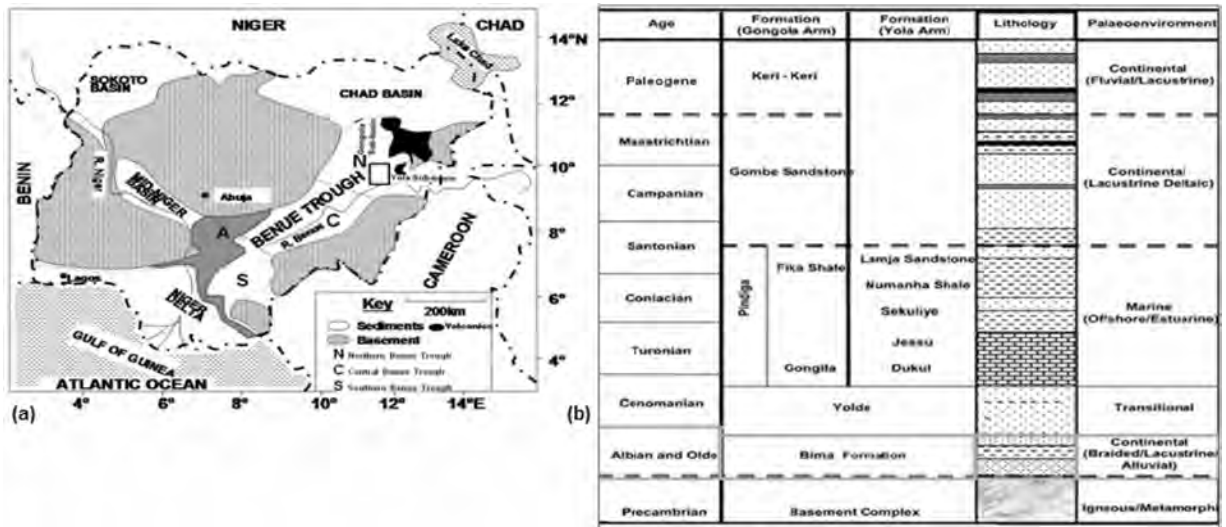 NIGER
CHAD
14°N
Lake Chad
SOKOTO
BASIN
CHAD BASIN
12°
BENIN
R. Niger
N
10°
MID-NIGER
BASIN
Abuja
BENUE TROUGH
R. Benue
C
8°
A
CAMEROON
S
Lagos
6°
NIGER
DELTA
GULF OF GUINEA
4°
ATLANTIC OCEAN
Key
200km
Sediments
Volcanics
Basement
N Northern Benue Trough
C Central Benue Trough
S Southern Benue Trough
(a)
4° 6° 8° 10° 12° 14°E
(b)
Age
Formation
(Gongola Arm)
Formation
(Yola Arm)
Lithology
Palaeoenvironment
Paleogene
Keri - Keri
Continental
(Fluvial/Lacustrine)
Maastrichtian
Campanian
Gombe Sandstone
Continental
(Lacustrine Deltaic)
Santonian
Pindiga
Fika Shale
Lamja Sandstone
Coniacian
Numanha Shale
Sekuliye
Marine
(Offshore/Estuarine)
Turonian
Gongila
Jessu
Dukul
Cenomanian
Yolde
Transitional
Albian and Olde
Bima Formation
Continental
(Braided/Lacustrine/
Alluvial)
Precambrian
Basement Complex
Igneous/Metamorph